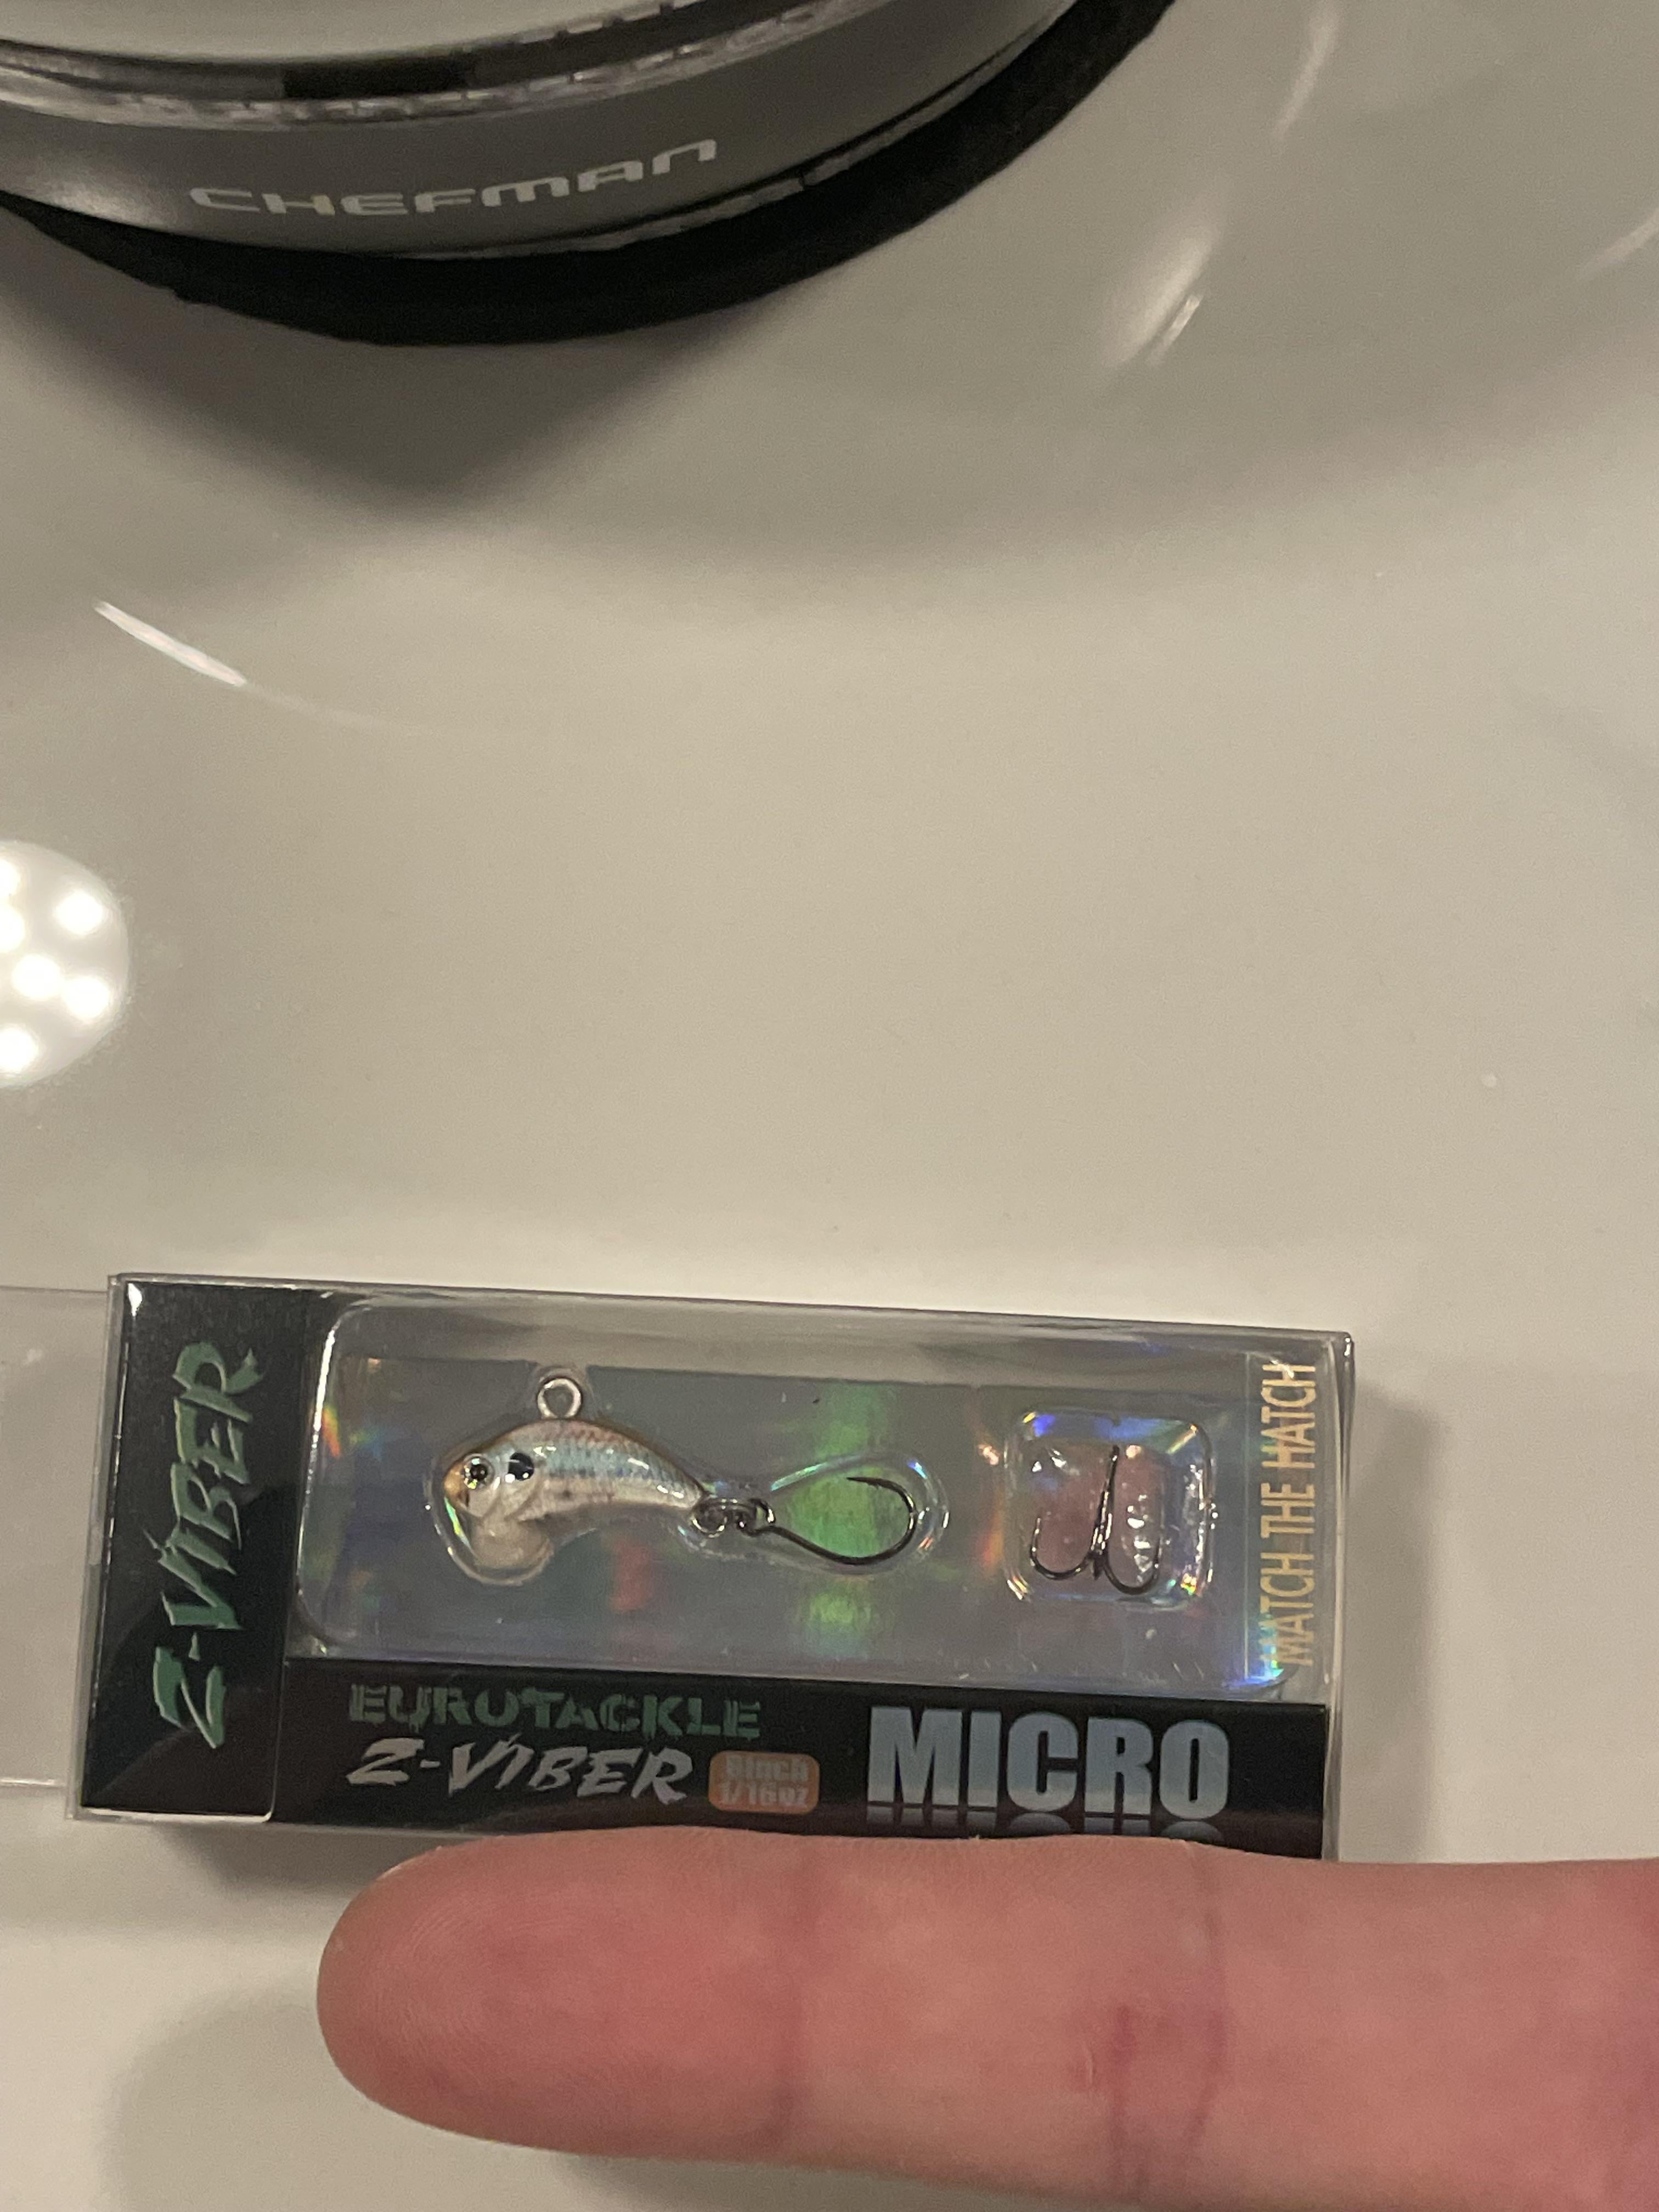 CHEFMAN
Z-VIBER
MATCH THE HATCH
EUROTACKLE
Z-VIBER
1/16oz
MICRO